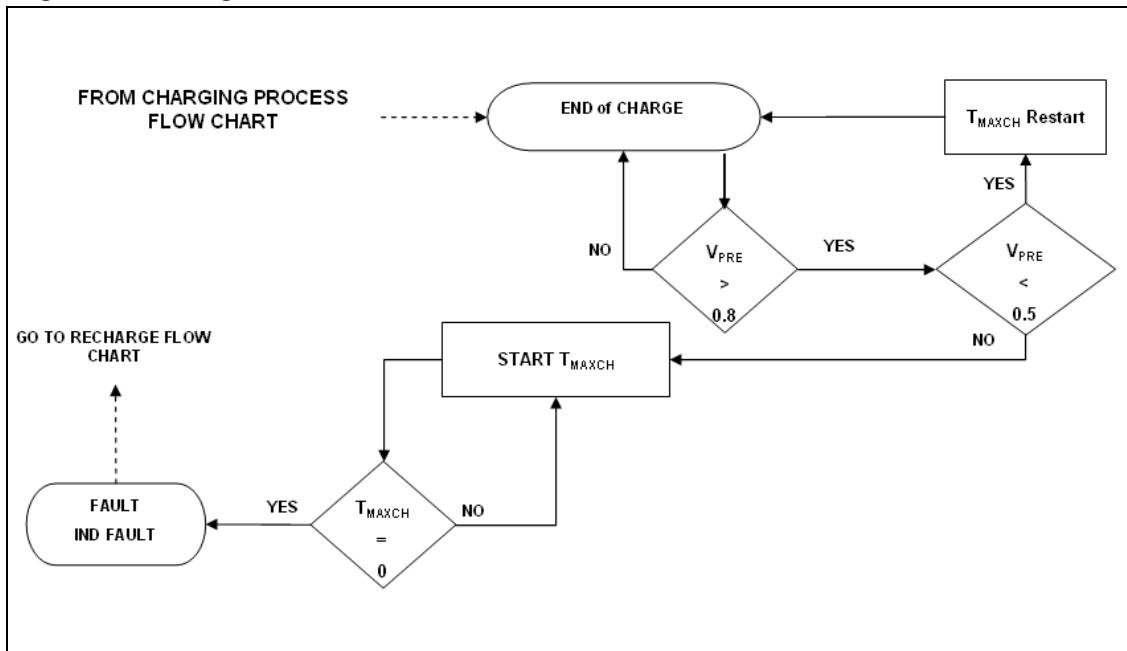 FROM CHARGING PROCESS
FLOW CHART
END of CHARGE
TMAXCH Restart
YES
NO
VPRE
>
0.8
YES
VPRE
<
0.5
NO
GO TO RECHARGE FLOW
CHART
START TMAXCH
FAULT
IND FAULT
YES
TMAXCH
=
0
NO